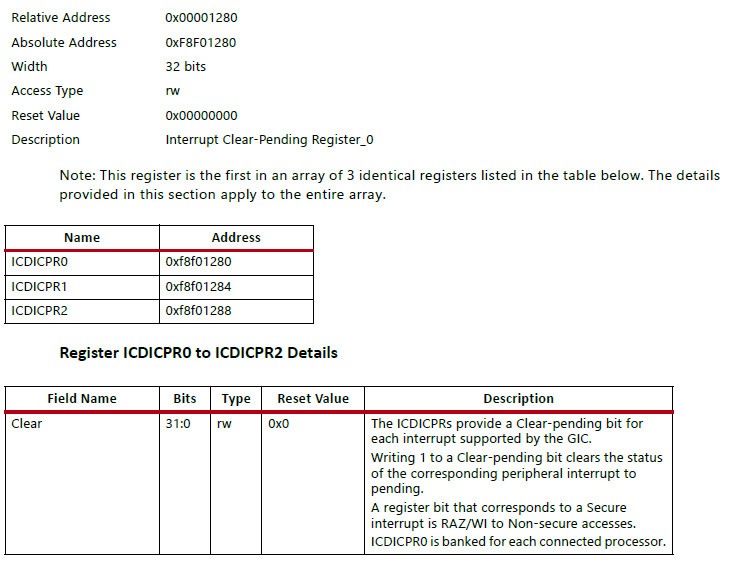 Relative Address 0x00001280
Absolute Address 0xF8F01280
Width 32 bits
Access Type rw
Reset Value 0x00000000
Description Interrupt Clear-Pending Register_0
Note: This register is the first in an array of 3 identical registers listed in the table below. The details
provided in this section apply to the entire array.
Name Address
ICDICPR0 0xf8f01280
ICDICPR1 0xf8f01284
ICDICPR2 0xf8f01288
Register ICDICPR0 to ICDICPR2 Details
Field Name Bits Type Reset Value Description
Clear 31:0 rw 0x0 The ICDICPRs provide a Clear-pending bit for
each interrupt supported by the GIC.
Writing 1 to a Clear-pending bit clears the status
of the corresponding peripheral interrupt to
pending.
A register bit that corresponds to a Secure
interrupt is RAZ/WI to Non-secure accesses.
ICDICPR0 is banked for each connected processor.